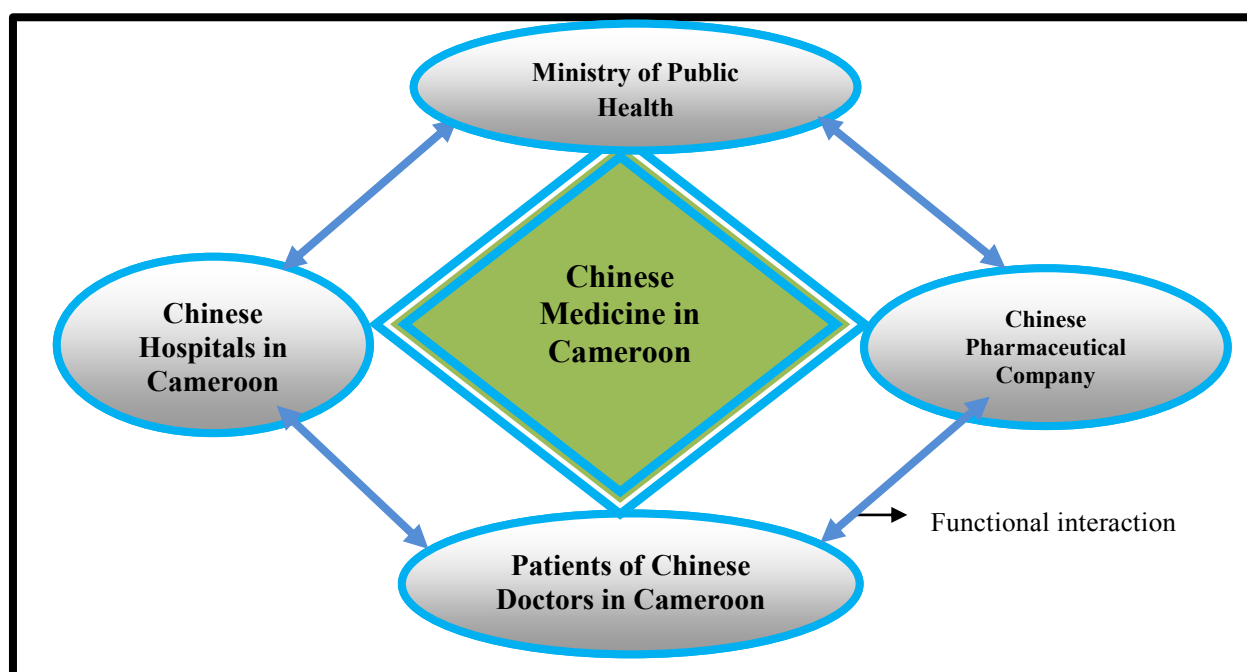 Ministry of Public
Health
Chinese
Medicine in
Cameroon
Chinese
Hospitals in
Cameroon
Chinese
Pharmaceutical
Company
Functional interaction
Patients of Chinese
Doctors in Cameroon